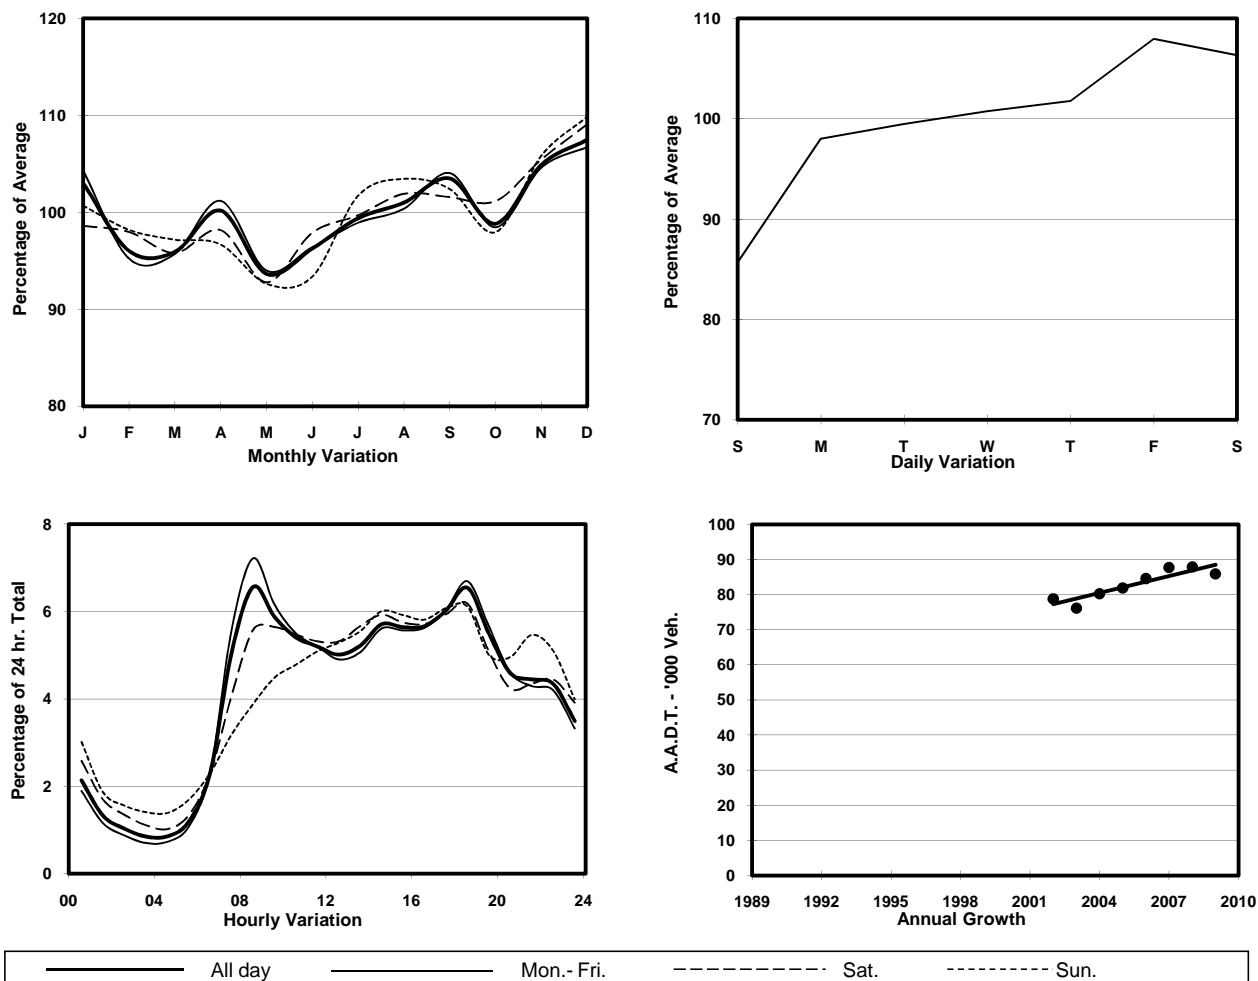 120
110
100
90
80
Percentage of Average
J F M A M J J A S O N D
Monthly Variation
110
100
90
80
70
Percentage of Average
S M T W T F S
Daily Variation
8
6
4
2
0
Percentage of 24 hr. Total
00 04 08 12 16 20 24
Hourly Variation
100
90
80
70
60
50
40
30
20
10
0
A.A.D.T. - '000 Veh.
1989 1992 1995 1998 2001 2004 2007 2010
Annual Growth
All day Mon.- Fri. Sat. Sun.